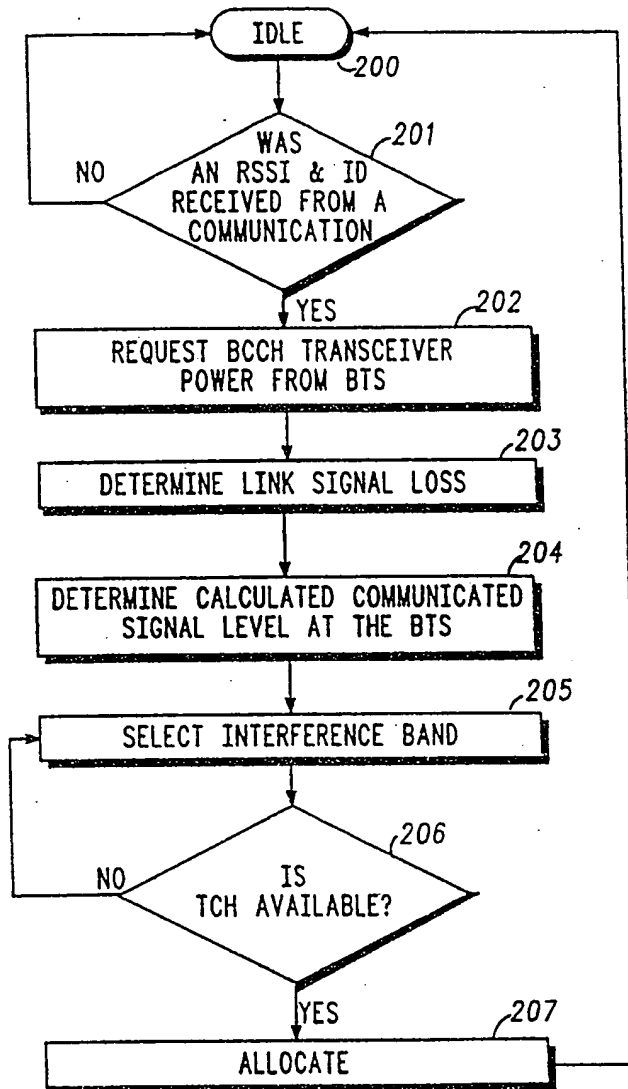 IDLE
200
WAS
AN RSSI & ID
RECEIVED FROM A
COMMUNICATION
201
NO
YES
202
REQUEST BCCH TRANSCEIVER
POWER FROM BTS
203
DETERMINE LINK SIGNAL LOSS
204
DETERMINE CALCULATED COMMUNICATED
SIGNAL LEVEL AT THE BTS
205
SELECT INTERFERENCE BAND
206
NO
IS
TCH AVAILABLE?
YES
207
ALLOCATE